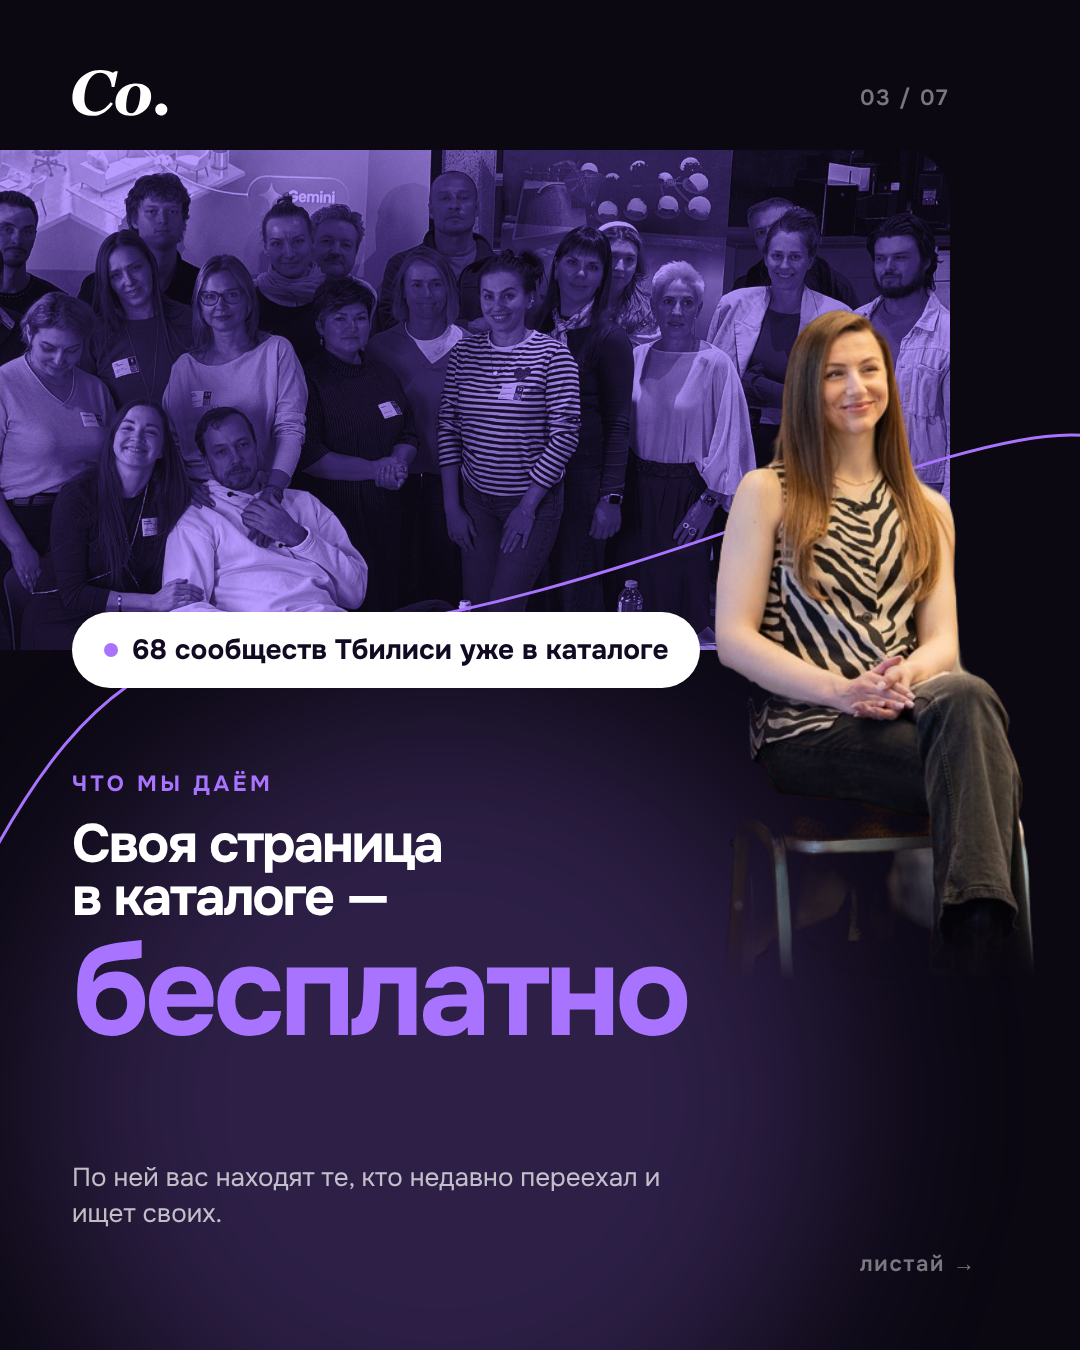 Co.
03 / 07
Gemini
68 сообществ Тбилиси уже в каталоге
ЧТО МЫ ДАЁМ
Своя страница
в каталоге —
бесплатно
По ней вас находят те, кто недавно переехал и
ищет своих.
листай →